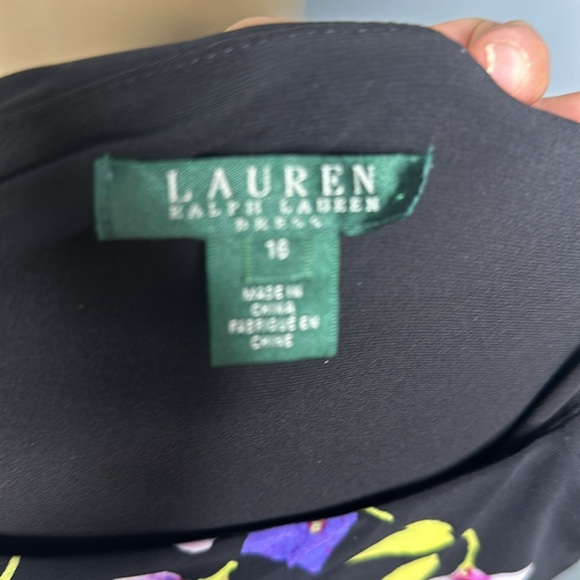 LAUREN
RALPH LAUREN
DRESS
16
MADE IN
CHINA
FABRIQUE EN
CHINE